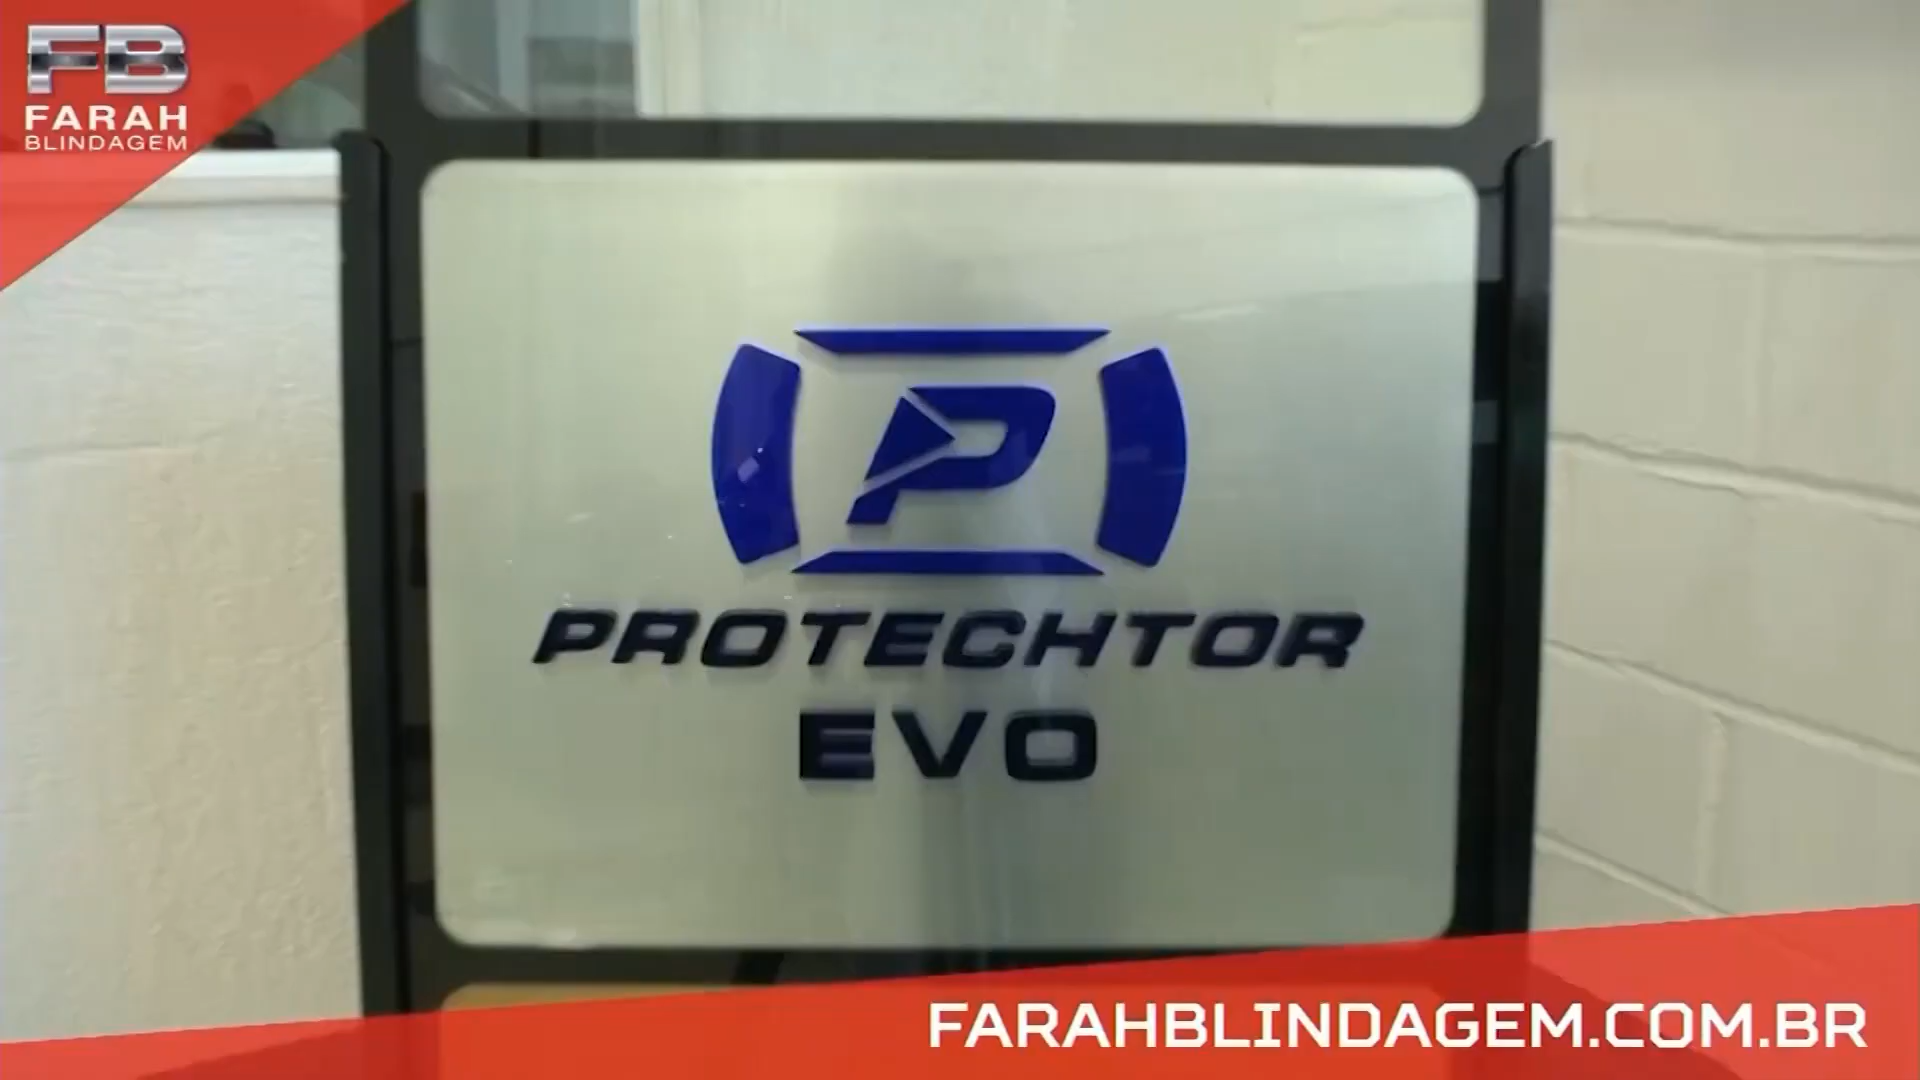 FB
FARAH
BLINDAGEM
P
PROTECHTOR
EVO
FARAHBLINDAGEM.COM.BR